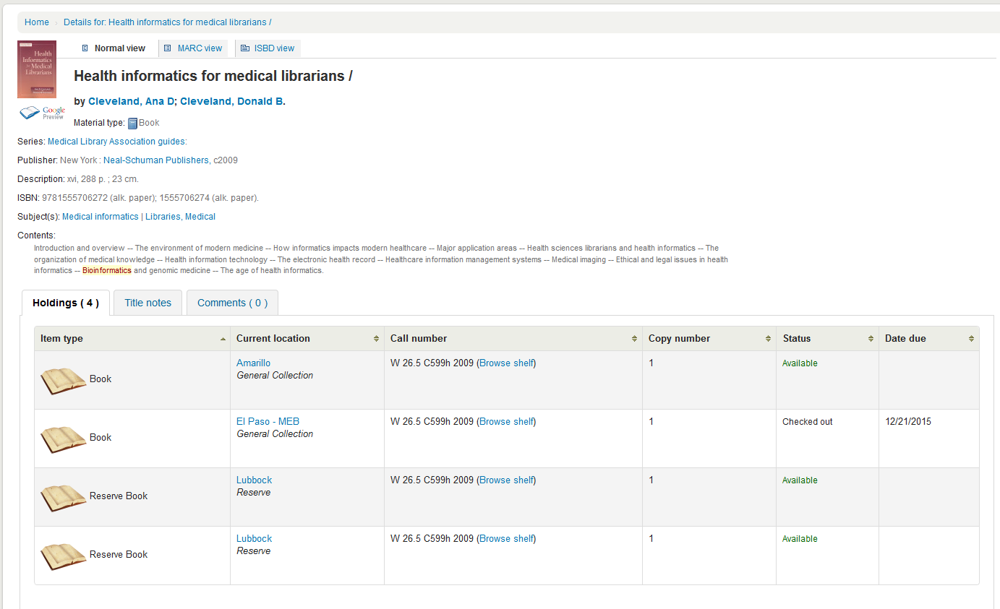 Home › Details for: Health informatics for medical librarians /
Normal view MARC view ISBD view
Health
Informatics
for Medical
Librarians
Health informatics for medical librarians /
by Cleveland, Ana D; Cleveland, Donald B.
Google
Preview
Material type: Book
Series: Medical Library Association guides:
Publisher: New York : Neal-Schuman Publishers, c2009
Description: xvi, 288 p. ; 23 cm.
ISBN: 9781555706272 (alk. paper); 1555706274 (alk. paper).
Subject(s): Medical informatics | Libraries, Medical
Contents:
Introduction and overview -- The environment of modern medicine -- How informatics impacts modern healthcare -- Major application areas -- Health sciences librarians and health informatics -- The
organization of medical knowledge -- Health information technology -- The electronic health record -- Healthcare information management systems -- Medical imaging -- Ethical and legal issues in health
informatics -- Bioinformatics and genomic medicine -- The age of health informatics.
Holdings ( 4 ) Title notes Comments ( 0 )
Item type Current location Call number Copy number Status Date due
Book Amarillo W 26.5 C599h 2009 (Browse shelf) 1 Available
General Collection
Book El Paso - MEB W 26.5 C599h 2009 (Browse shelf) 1 Checked out 12/21/2015
General Collection
Reserve Book Lubbock W 26.5 C599h 2009 (Browse shelf) 1 Available
Reserve
Reserve Book Lubbock W 26.5 C599h 2009 (Browse shelf) 1 Available
Reserve